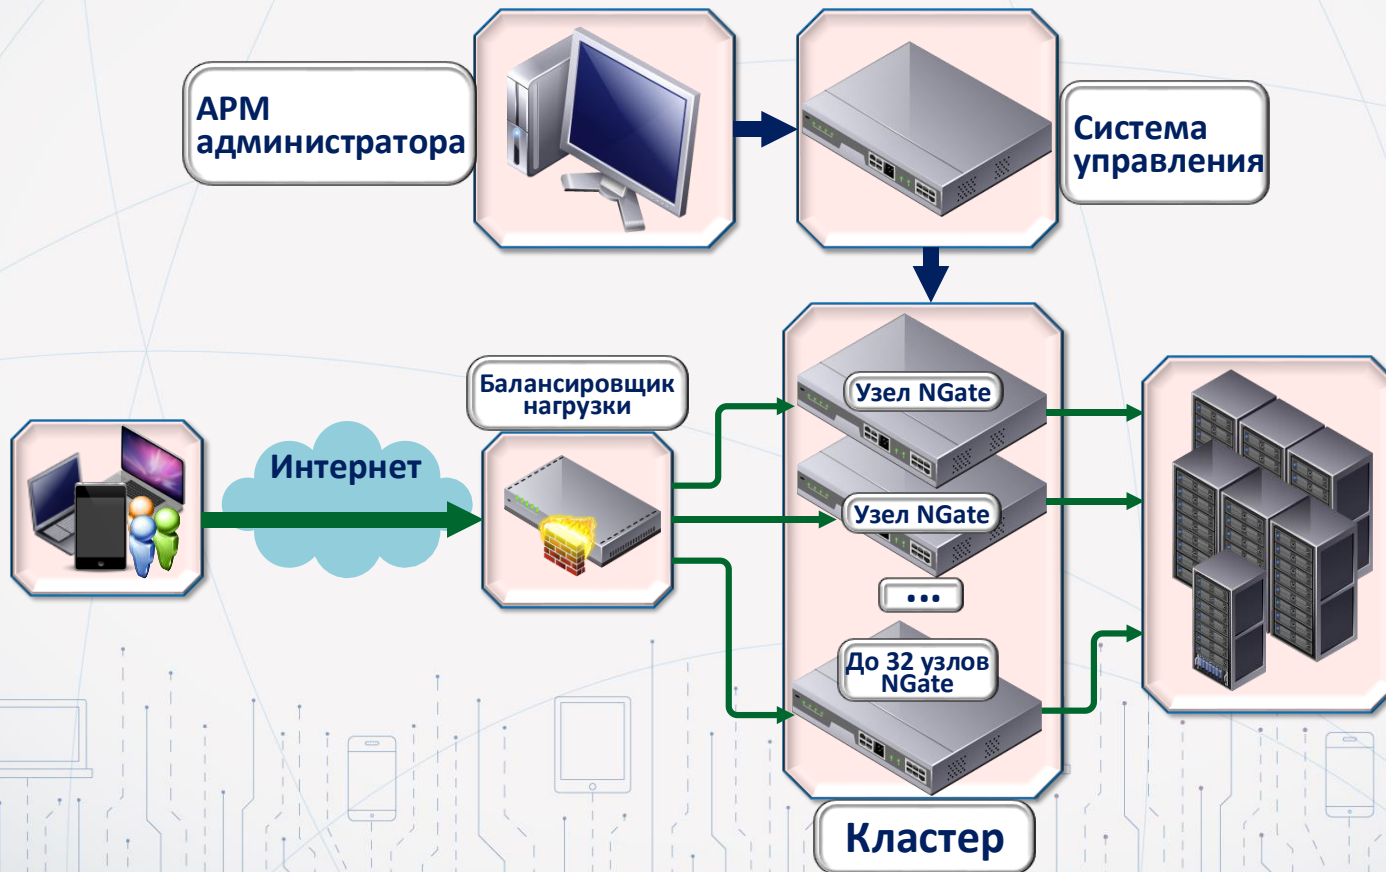 АРМ
администратора
Система
управления
Балансировщик
нагрузки
Интернет
Узел NGate
Узел NGate
...
До 32 узлов
NGate
Кластер